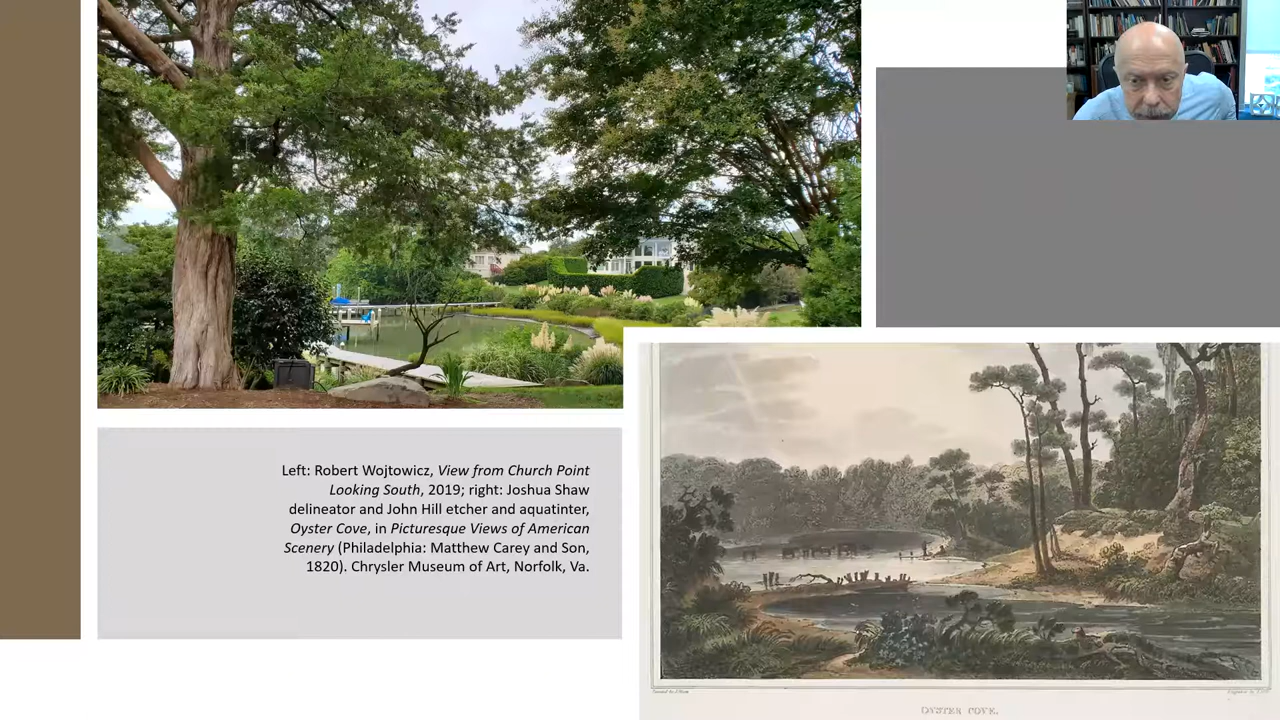 Left: Robert Wojtowicz, View from Church Point
Looking South, 2019; right: Joshua Shaw
delineator and John Hill etcher and aquatinter,
Oyster Cove, in Picturesque Views of American
Scenery (Philadelphia: Matthew Carey and Son,
1820). Chrysler Museum of Art, Norfolk, Va.
OYSTER COVE.